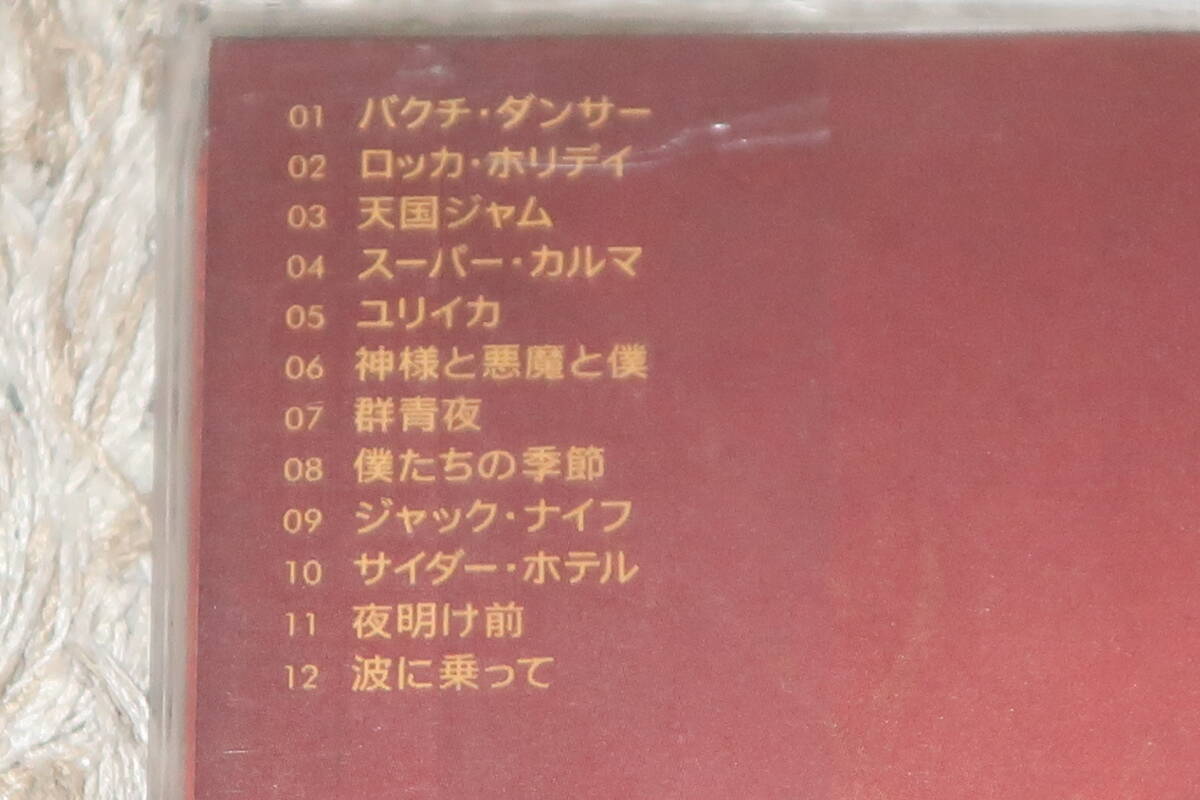 01 バクチ・ダンサー
02 ロッカ・ホリデイ
03 天国ジャム
04 スーパー・カルマ
05 ユリイカ
06 神様と悪魔と僕
07 群青夜
08 僕たちの季節
09 ジャック・ナイフ
10 サイダー・ホテル
11 夜明け前
12 波に乗って